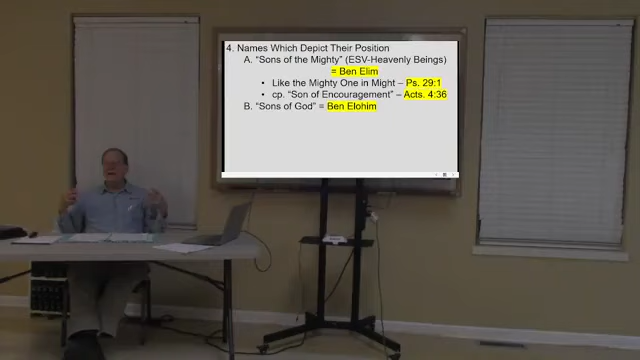 4. Names Which Depict Their Position
A. "Sons of the Mighty" (ESV-Heavenly Beings)
= Ben Elim
• Like the Mighty One in Might – Ps. 29:1
• cp. "Son of Encouragement" – Acts. 4:36
B. "Sons of God" = Ben Elohim